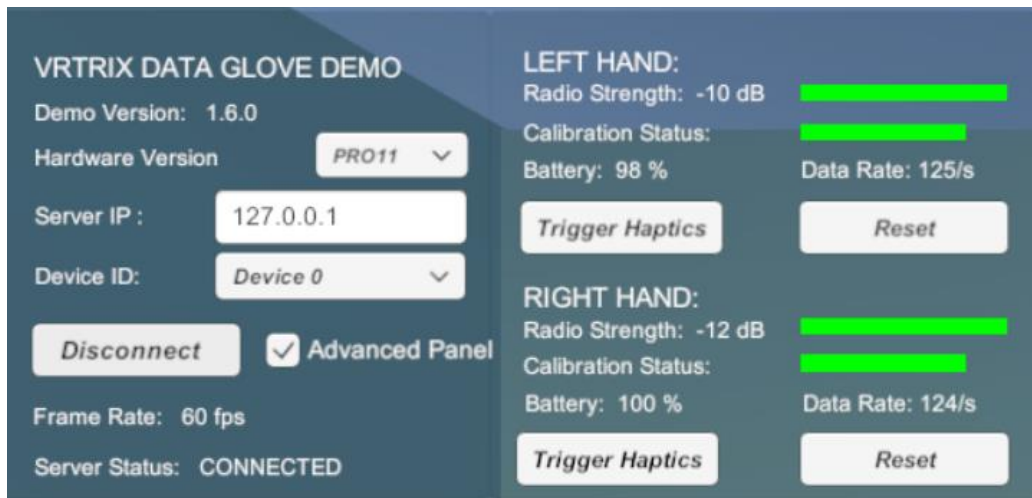 VRTRIX DATA GLOVE DEMO
Demo Version: 1.6.0
Hardware Version PRO11
Server IP : 127.0.0.1
Device ID: Device 0
Disconnect Advanced Panel
Frame Rate: 60 fps
Server Status: CONNECTED
LEFT HAND:
Radio Strength: -10 dB
Calibration Status:
Battery: 98 % Data Rate: 125/s
Trigger Haptics Reset
RIGHT HAND:
Radio Strength: -12 dB
Calibration Status:
Battery: 100 % Data Rate: 124/s
Trigger Haptics Reset